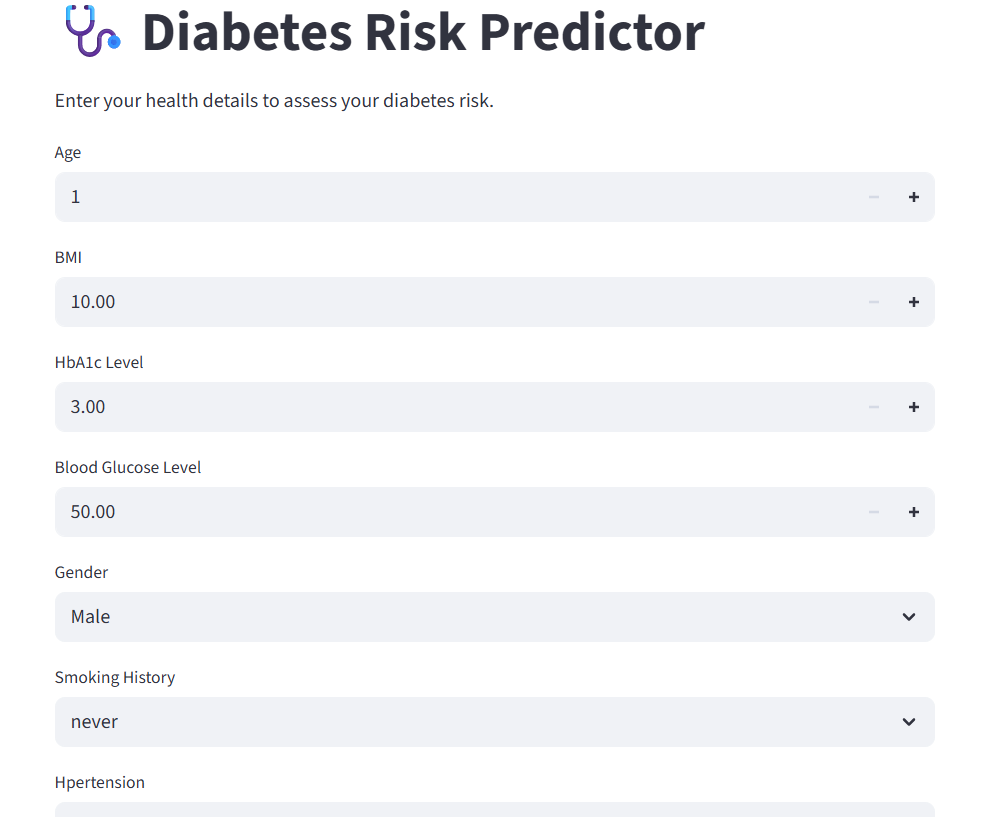 Diabetes Risk Predictor
Enter your health details to assess your diabetes risk.
Age
1
BMI
10.00
HbA1c Level
3.00
Blood Glucose Level
50.00
Gender
Male
Smoking History
never
Hpertension